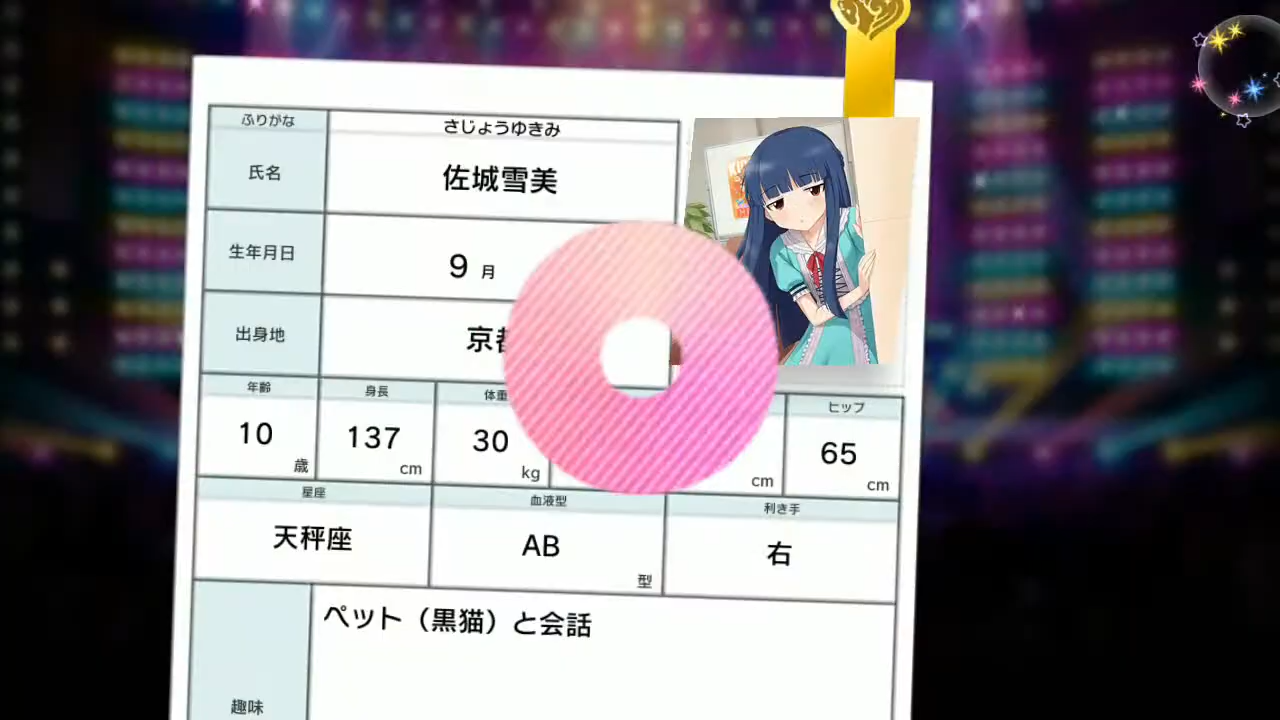 ふりがな
さじょうゆきみ
氏名
佐城雪美
生年月日
9 月
出身地
京
年齢
身長
体重
ヒップ
10 歳
137 cm
30 kg
cm
65 cm
星座
血液型
利き手
天秤座
AB 型
右
趣味
ペット（黒猫）と会話